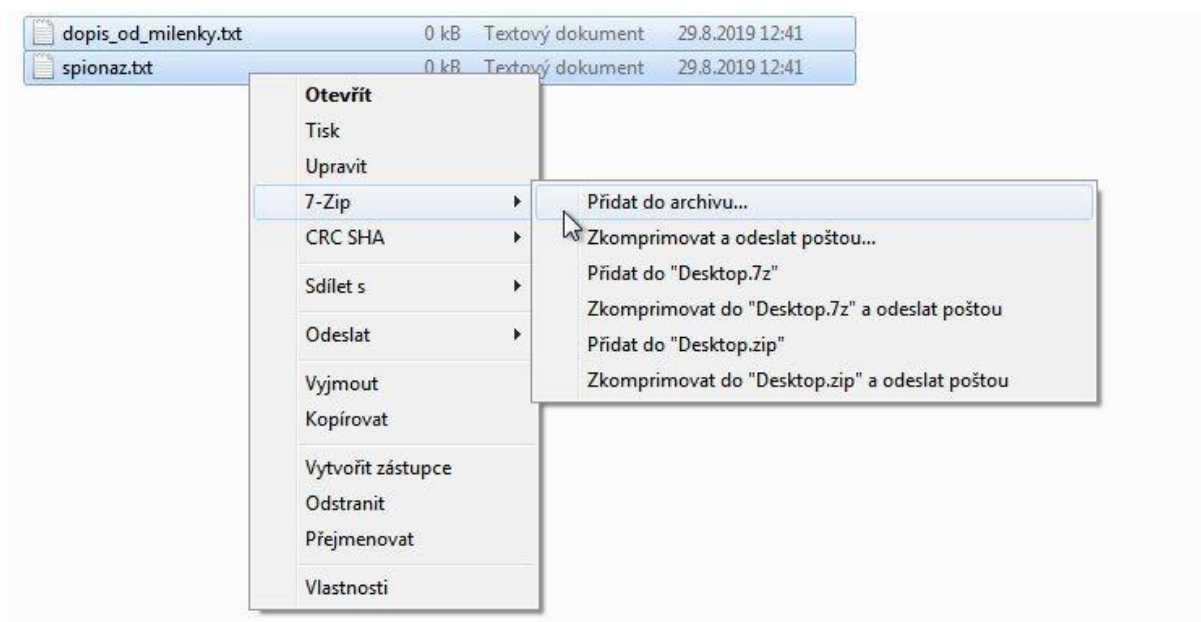 dopis_od_milenky.txt 0 kB Textový dokument 29.8.2019 12:41
spionaz.txt 0 kB Textový dokument 29.8.2019 12:41
Otevřít
Tisk
Upravit
7-Zip
CRC SHA
Sdílet s
Odeslat
Vyjmout
Kopírovat
Vytvořit zástupce
Odstranit
Přejmenovat
Vlastnosti
Přidat do archivu...
Zkomprimovat a odeslat poštou...
Přidat do "Desktop.7z"
Zkomprimovat do "Desktop.7z" a odeslat poštou
Přidat do "Desktop.zip"
Zkomprimovat do "Desktop.zip" a odeslat poštou